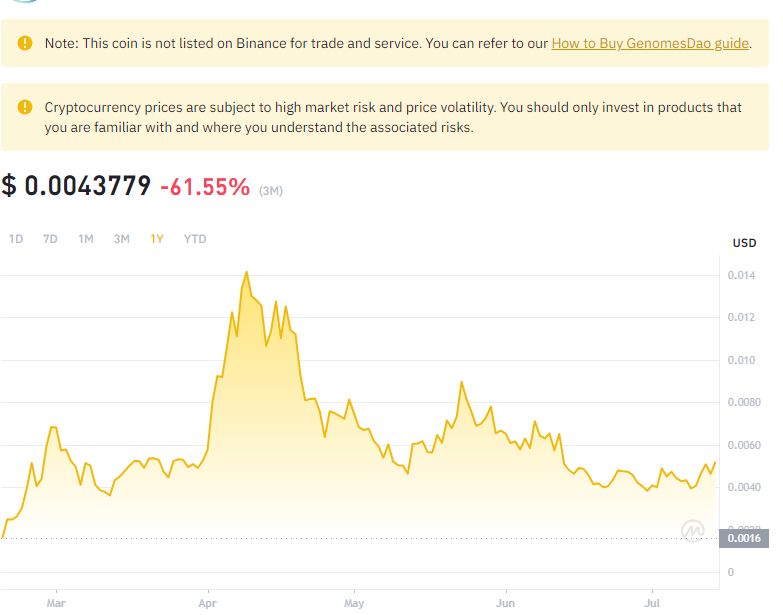 Note: This coin is not listed on Binance for trade and service. You can refer to our How to Buy GenomesDao guide.
Cryptocurrency prices are subject to high market risk and price volatility. You should only invest in products that
you are familiar with and where you understand the associated risks.
$ 0.0043779 -61.55% (3M)
1D 7D 1M 3M 1Y YTD
USD
0.014
0.012
0.010
0.0080
0.0060
0.0040
0.0016
0
Mar Apr May Jun Jul